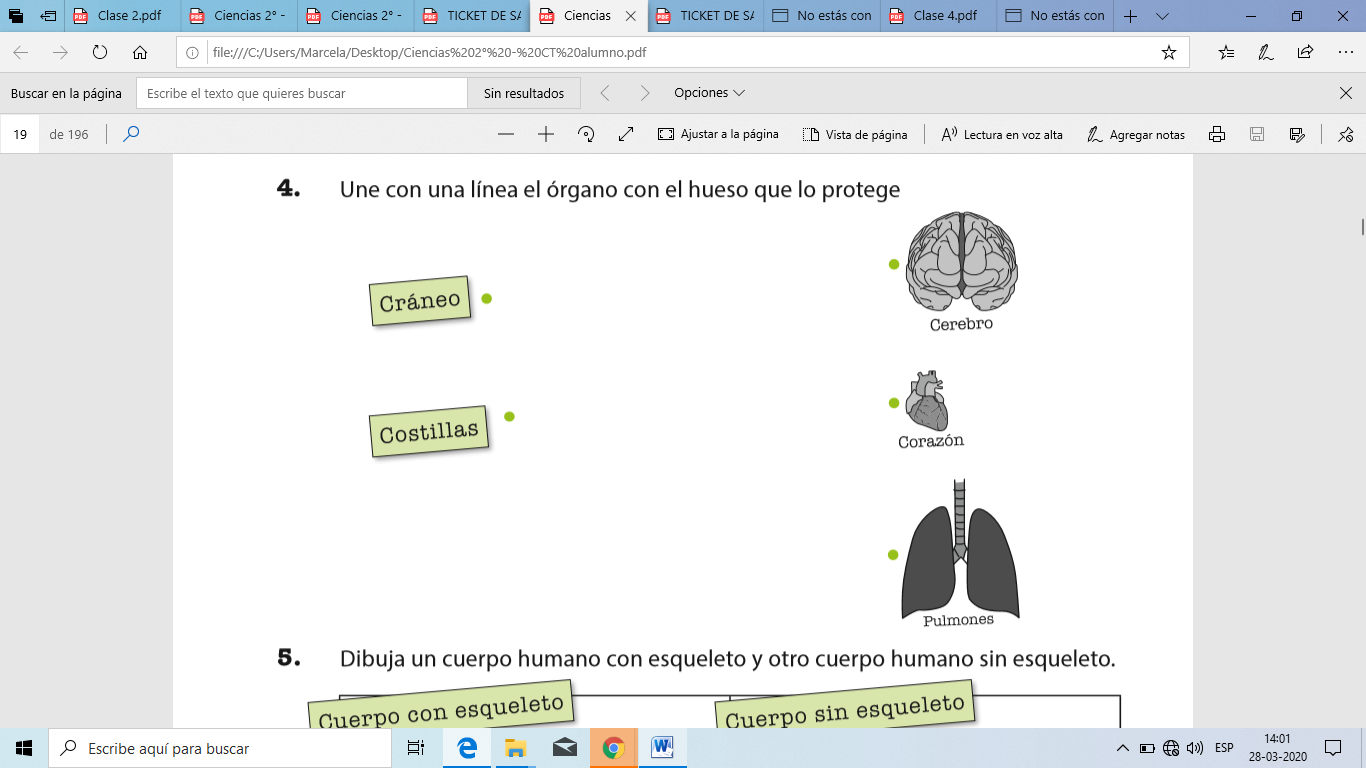 Clase 2.pdf
Ciencias 2° -
Ciencias 2° -
TICKET DE SA
Ciencias
TICKET DE SA
No estás con
Clase 4.pdf
No estás con
file:///C:/Users/Marcela/Desktop/Ciencias%202°%20-%20CT%20alumno.pdf
Buscar en la página
Escribe el texto que quieres buscar
Sin resultados
Opciones
19
de 196
Ajustar a la página
Vista de página
Lectura en voz alta
Agregar notas
4. Une con una línea el órgano con el hueso que lo protege
Cráneo
Cerebro
Costillas
Corazón
Pulmones
5. Dibuja un cuerpo humano con esqueleto y otro cuerpo humano sin esqueleto.
Cuerpo con esqueleto
Cuerpo sin esqueleto
Escribe aquí para buscar
ESP
14:01
28-03-2020